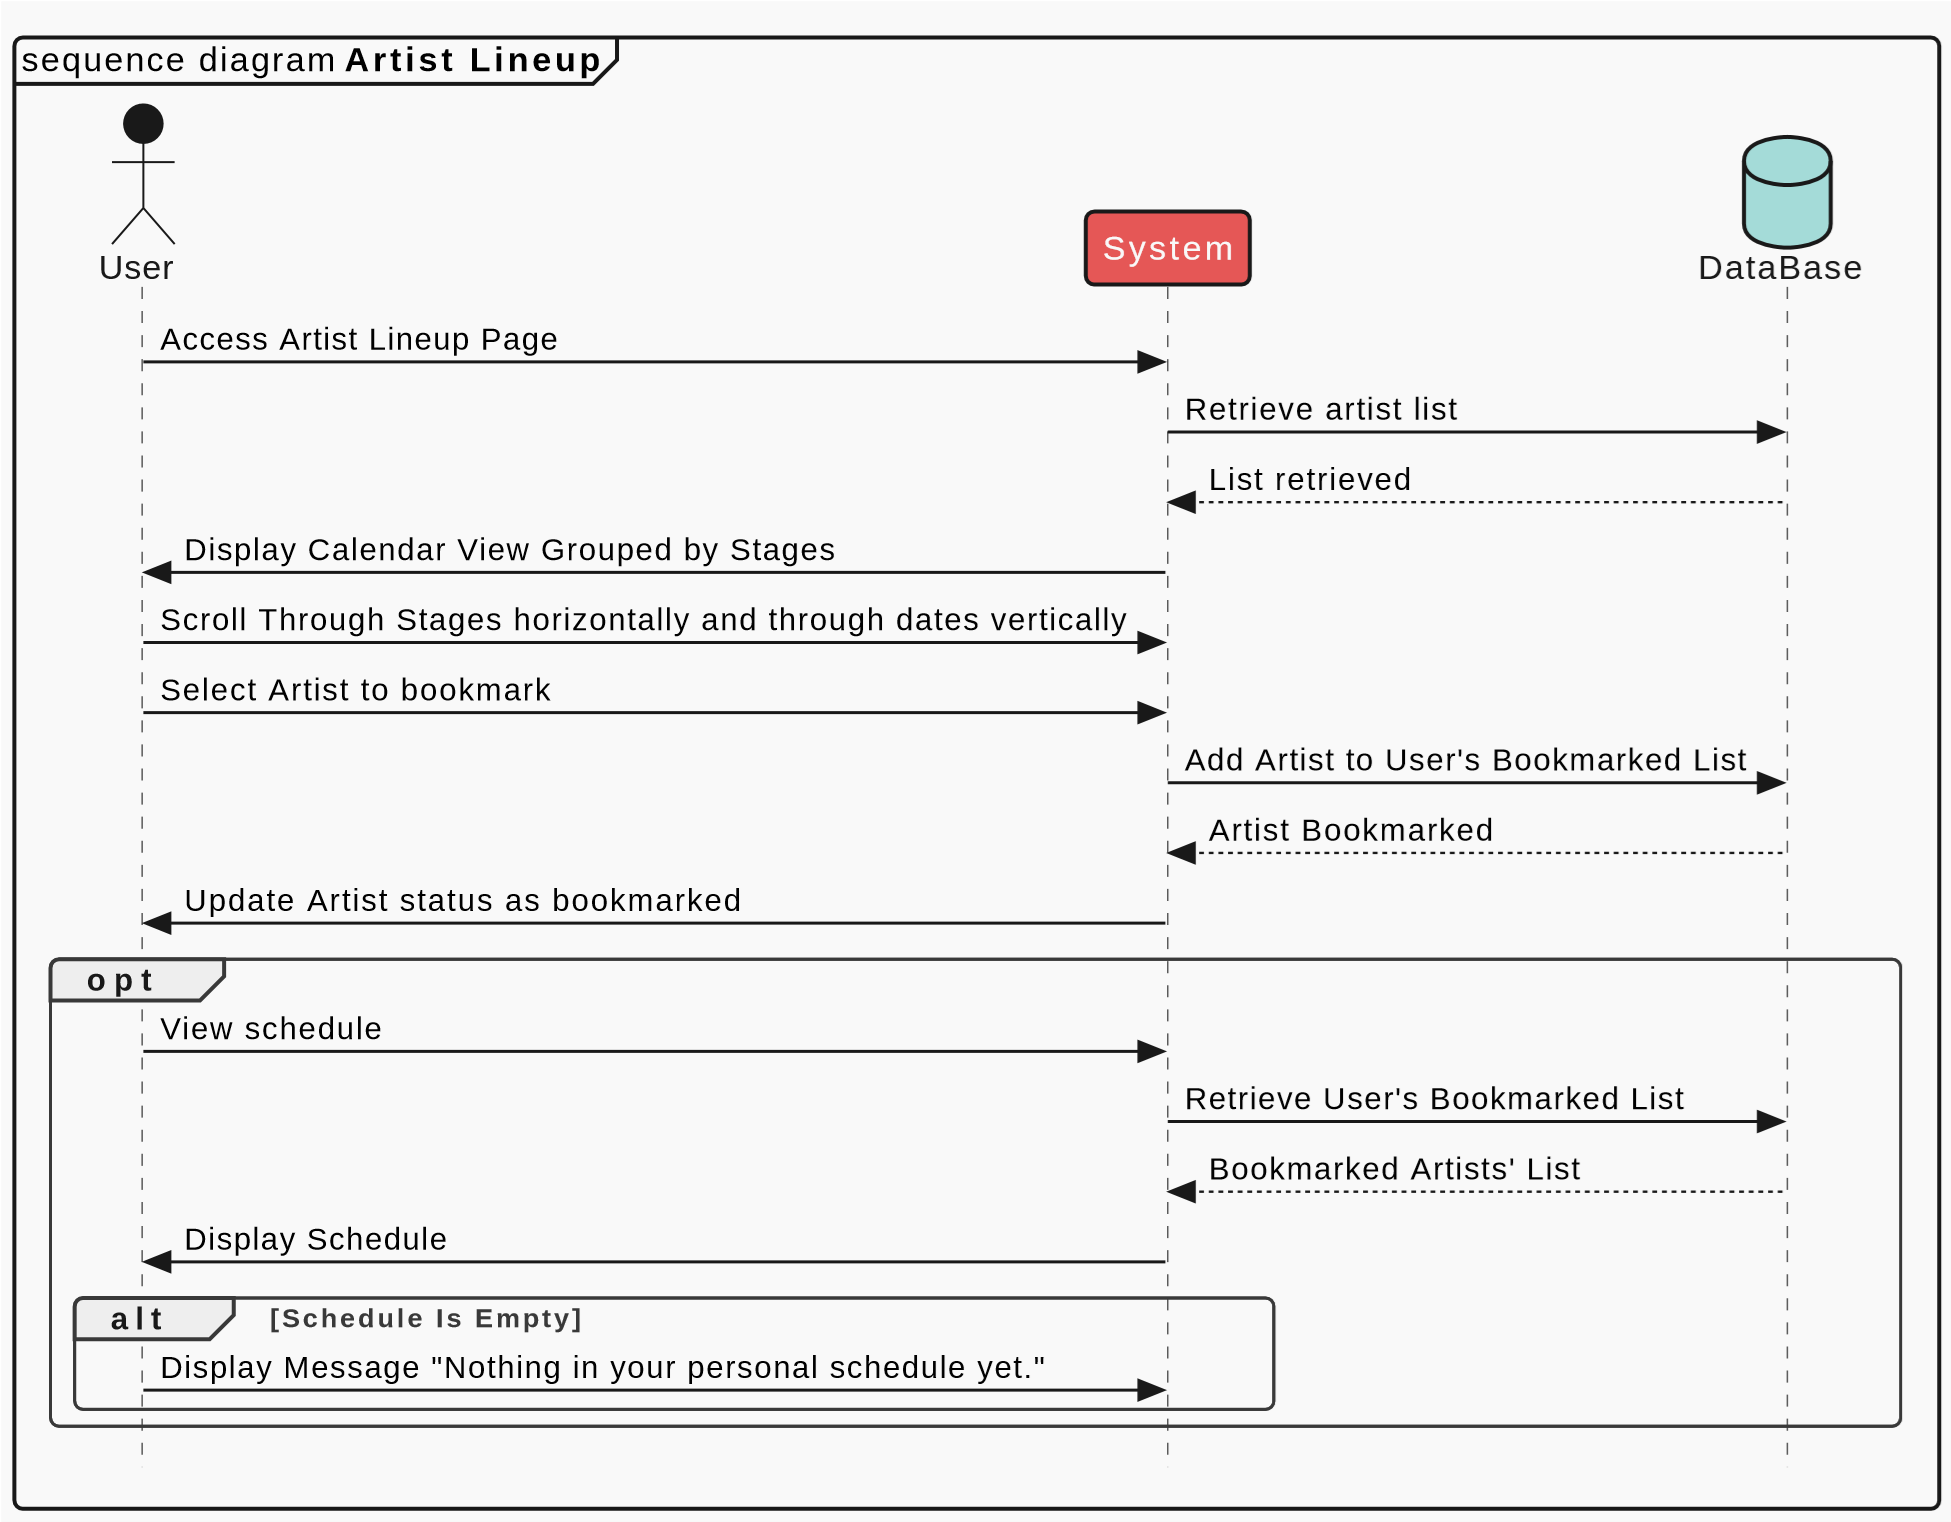 sequence diagram Artist Lineup
User
System
DataBase
Access Artist Lineup Page
Retrieve artist list
List retrieved
Display Calendar View Grouped by Stages
Scroll Through Stages horizontally and through dates vertically
Select Artist to bookmark
Add Artist to User's Bookmarked List
Artist Bookmarked
Update Artist status as bookmarked
opt
View schedule
Retrieve User's Bookmarked List
Bookmarked Artists' List
Display Schedule
alt [Schedule Is Empty]
Display Message "Nothing in your personal schedule yet."